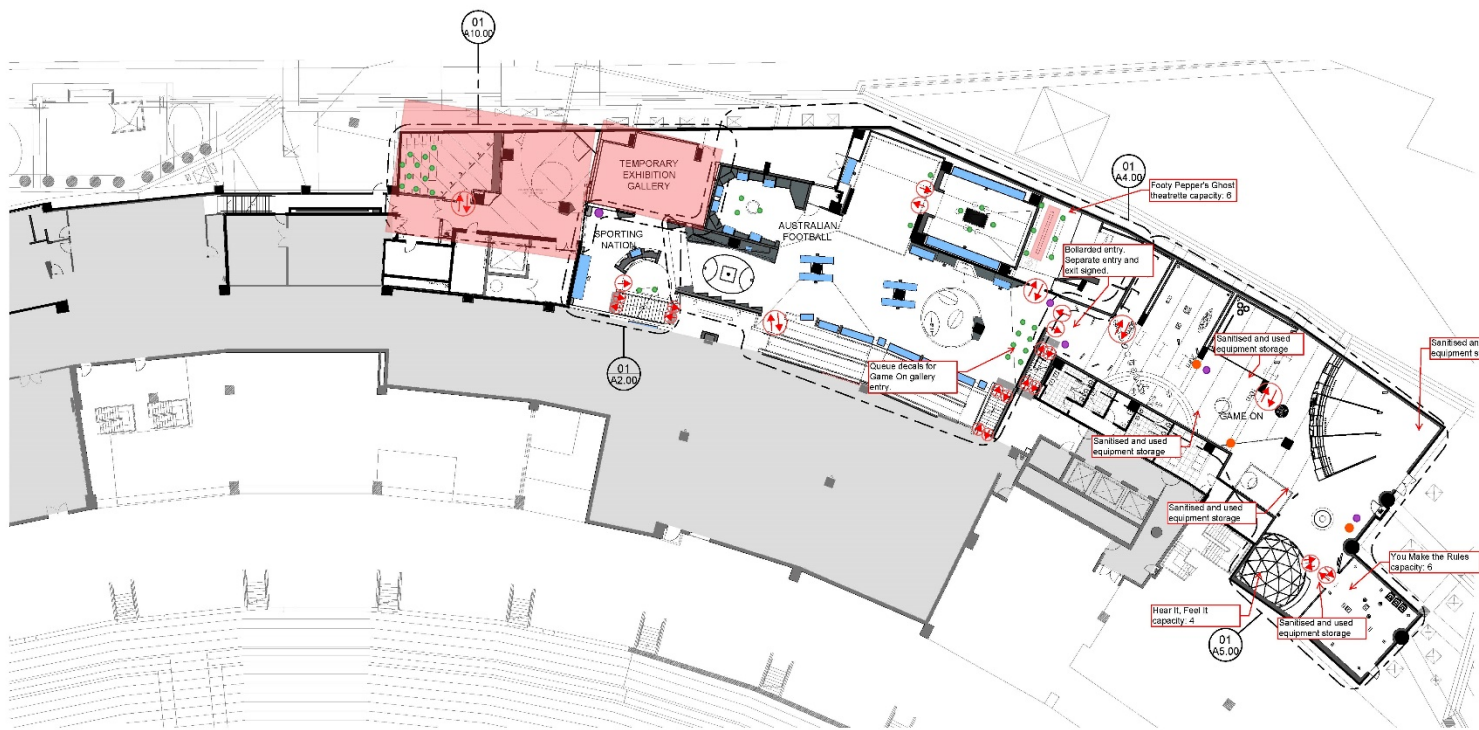 01
A10.00
TEMPORARY
EXHIBITION
GALLERY
SPORTING
NATION
AUSTRALIAN
FOOTBALL
01
A4.00
Footy Pepper's Ghost
theatrette capacity: 6
Bollarded entry.
Separate entry and
exit signed.
01
A2.00
Queue decals for
Game On gallery
entry.
Sanitised and used
equipment storage
Sanitised an
equipment s
GAME ON
Sanitised and used
equipment storage
Sanitised and used
equipment storage
You Make the Rules
capacity: 6
Hear It, Feel It
capacity: 4
Sanitised and used
equipment storage
01
A5.00